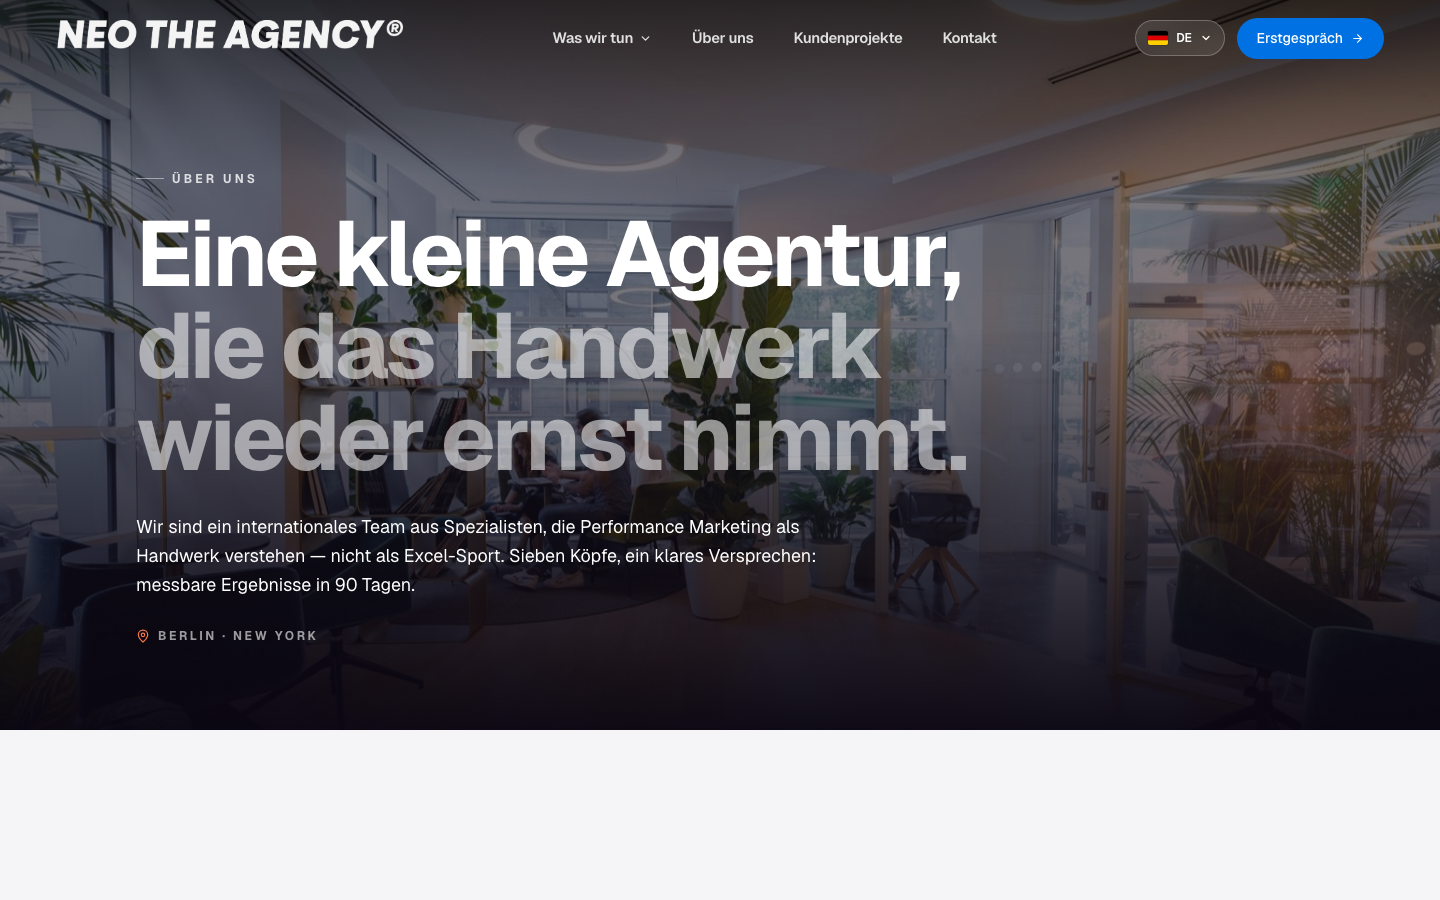 NEO THE AGENCY®
Was wir tun
Über uns
Kundenprojekte
Kontakt
DE
Erstgespräch
ÜBER UNS
Eine kleine Agentur,
die das Handwerk
wieder ernst nimmt.
Wir sind ein internationales Team aus Spezialisten, die Performance Marketing als
Handwerk verstehen — nicht als Excel-Sport. Sieben Köpfe, ein klares Versprechen:
messbare Ergebnisse in 90 Tagen.
BERLIN · NEW YORK